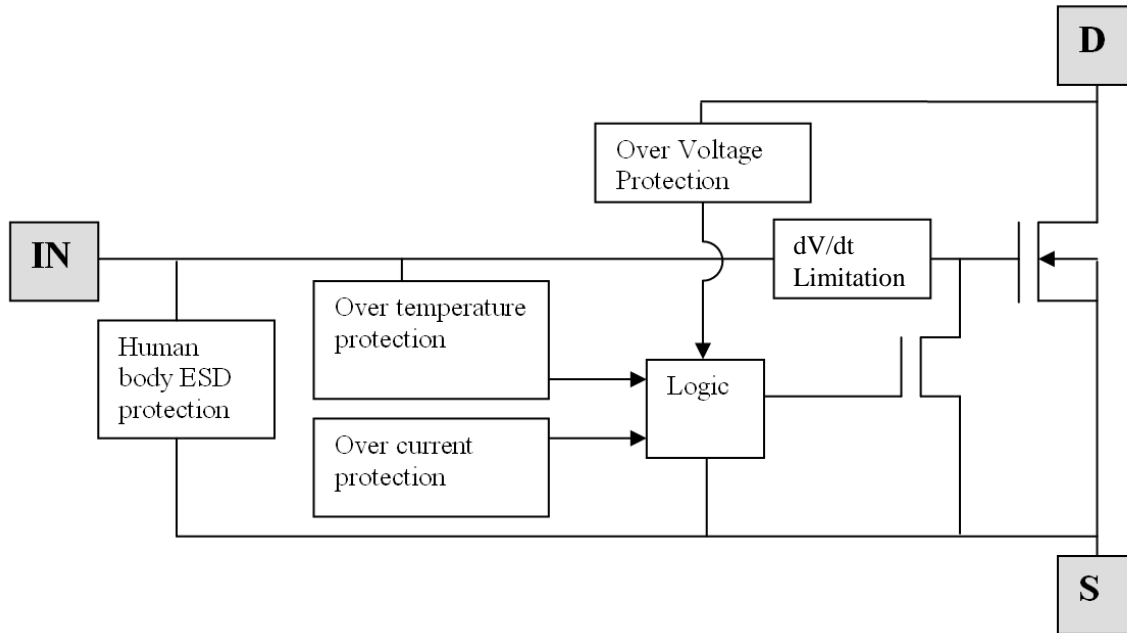 D
Over Voltage
Protection
IN
dV/dt
Limitation
Over temperature
protection
Human
body ESD
protection
Logic
Over current
protection
S